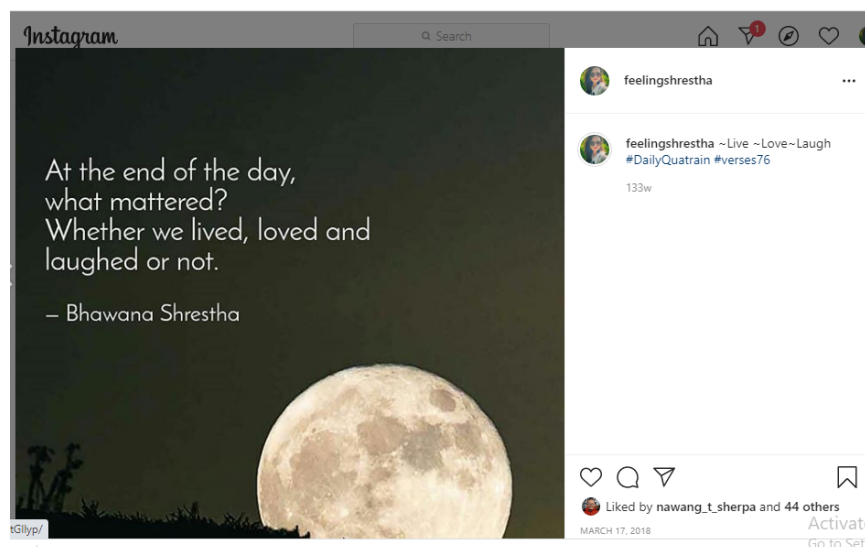 Instagram
Search
1
At the end of the day,
what mattered?
Whether we lived, loved and
laughed or not.
– Bhawana Shrestha
tGilyp/
feelingshrestha
feelingshrestha ~Live ~Love~Laugh
#DailyQuatrain #verses76
133w
Liked by nawang_t_sherpa and 44 others
MARCH 17, 2018
Activat
Go to Set